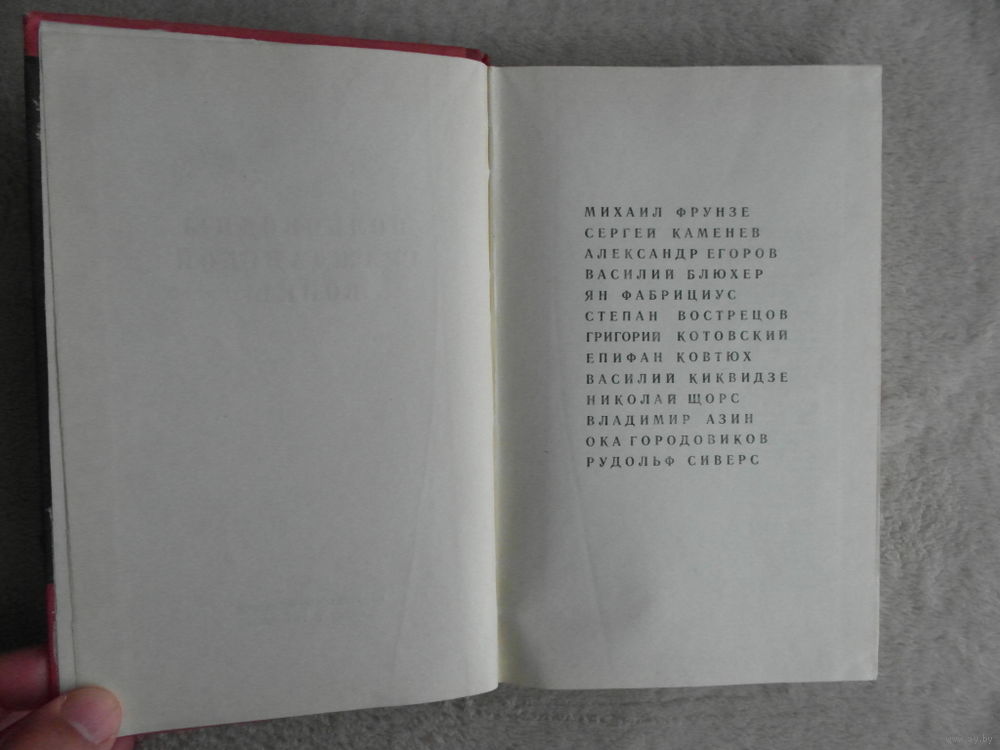 МИХАИЛ ФРУНЗЕ
СЕРГЕЙ КАМЕНЕВ
АЛЕКСАНДР ЕГОРОВ
ВАСИЛИЙ БЛЮХЕР
ЯН ФАБРИЦИУС
СТЕПАН ВОСТРЕЦОВ
ГРИГОРИЙ КОТОВСКИЙ
ЕПИФАН КОВТЮХ
ВАСИЛИЙ КИКВИДЗЕ
НИКОЛАЙ ЩОРС
ВЛАДИМИР АЗИН
ОКА ГОРОДОВИКОВ
РУДОЛЬФ СИВЕРС